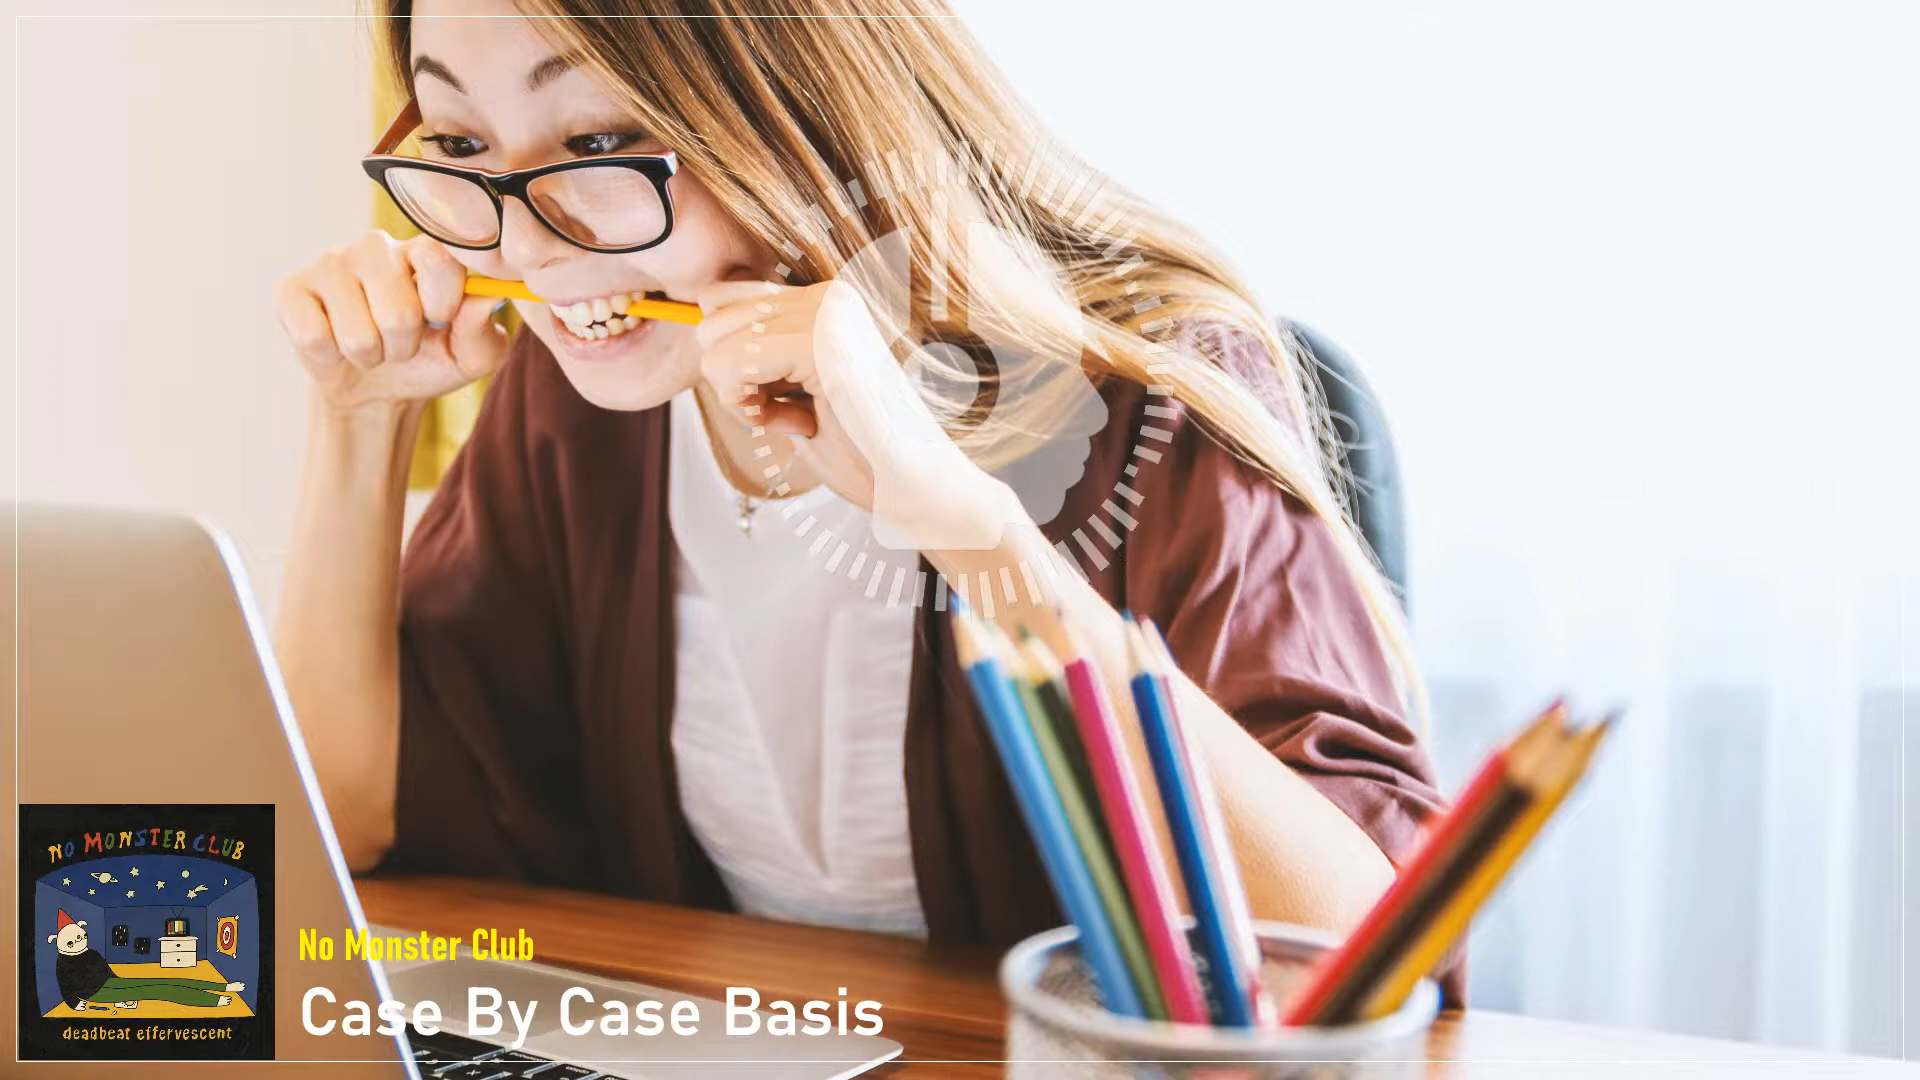 NO MONSTER CLUB
deadbeat effervescent
No Monster Club
Case By Case Basis